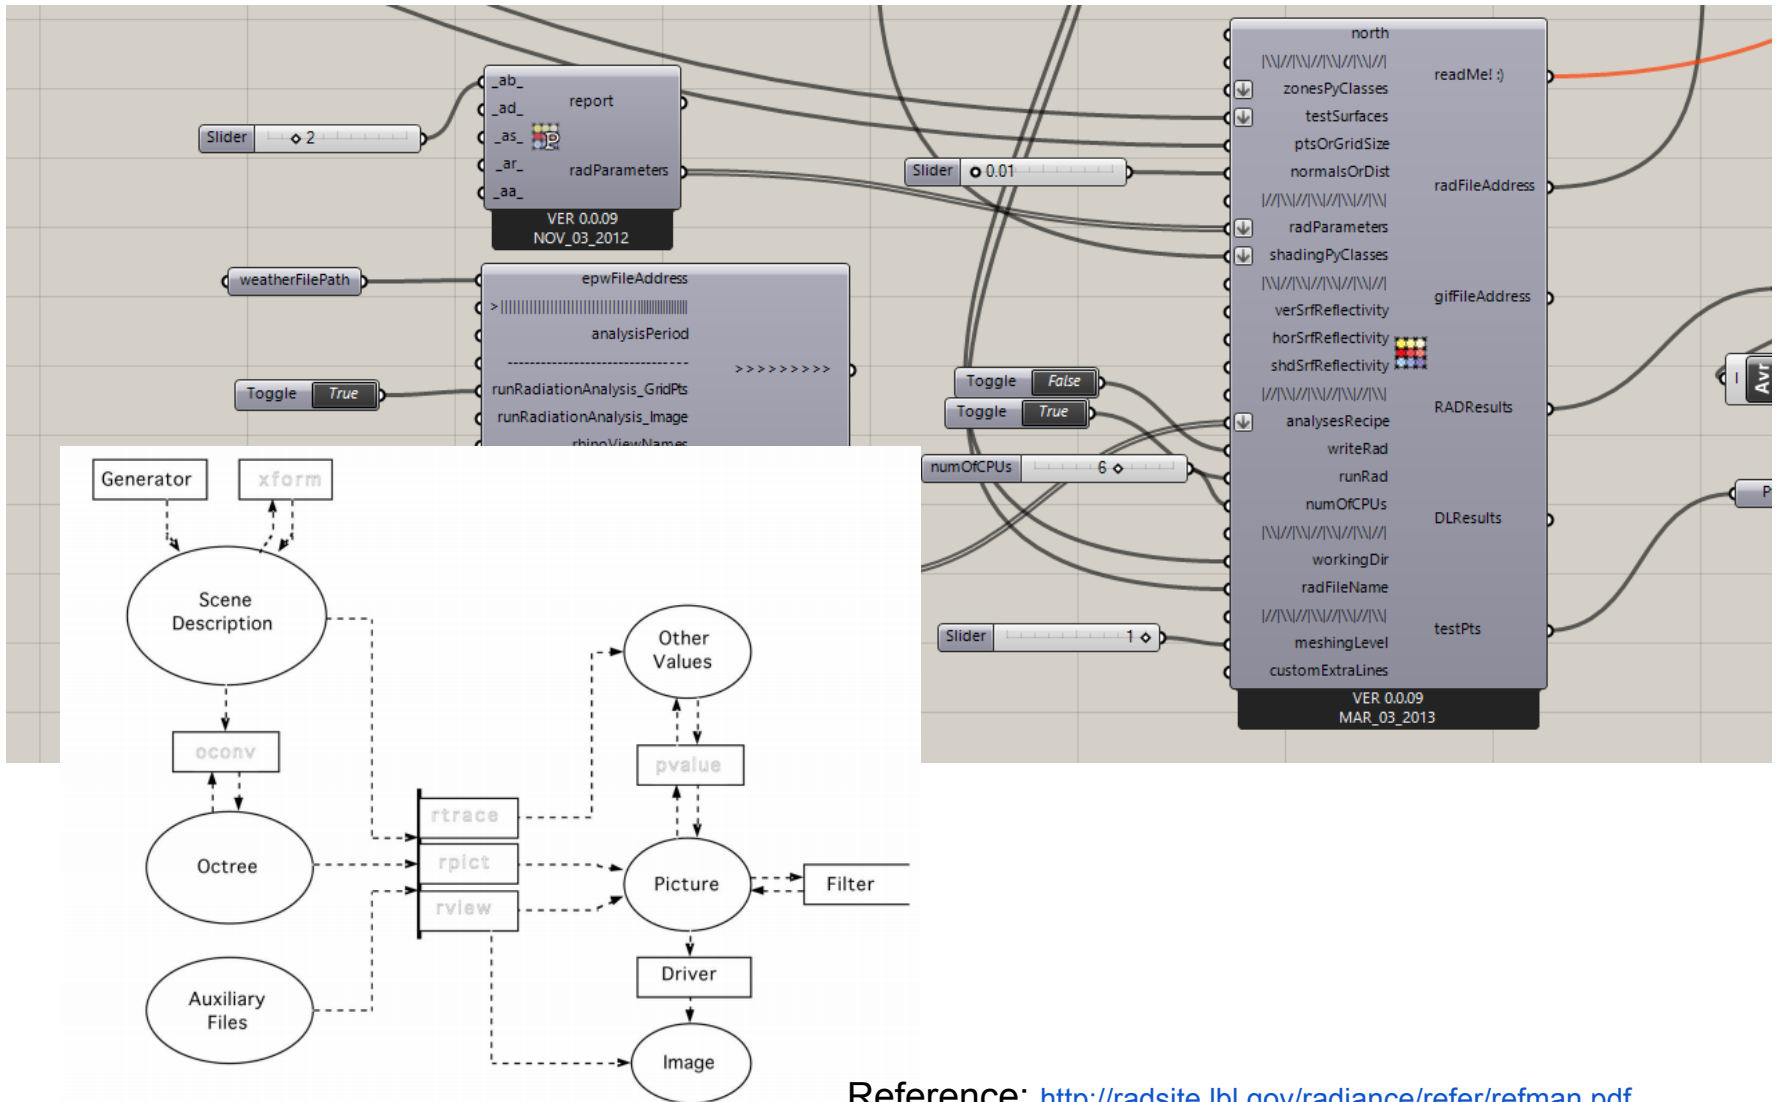 _ab_
_ad_
_as_
_ar_
_aa_
report
radParameters
VER 0.0.09
NOV_03_2012
Slider 2
weatherFilePath
epwFileAddress
analysisPeriod
runRadiationAnalysis_GridPts
runRadiationAnalysis_Image
rhinoViewNames
>>>>>>>>>
Toggle True
Slider 0.01
Toggle False
Toggle True
numOfCPUs 6
Slider 1
north
|\\//|\\//|\\//|\\//|
zonesPyClasses
testSurfaces
ptsOrGridSize
normalsOrDist
|//|\\|//|\\|//|\\|
radParameters
shadingPyClasses
|\\//|\\//|\\//|\\//|
verSrfReflectivity
horSrfReflectivity
shdSrfReflectivity
|//|\\|//|\\|//|\\|
analysesRecipe
writeRad
runRad
numOfCPUs
|\\//|\\//|\\//|\\//|
workingDir
radFileName
|//|\\|//|\\|//|\\|
meshingLevel
customExtraLines
readMe! :)
radFileAddress
gifFileAddress
RADResults
DLResults
testPts
VER 0.0.09
MAR_03_2013
Avr
Generator
xform
Scene
Description
oconv
Octree
Auxiliary
Files
rtrace
rpict
rview
Other
Values
pvalue
Picture
Filter
Driver
Image
Reference: http://radsite.lbl.gov/radiance/refer/refman.pdf